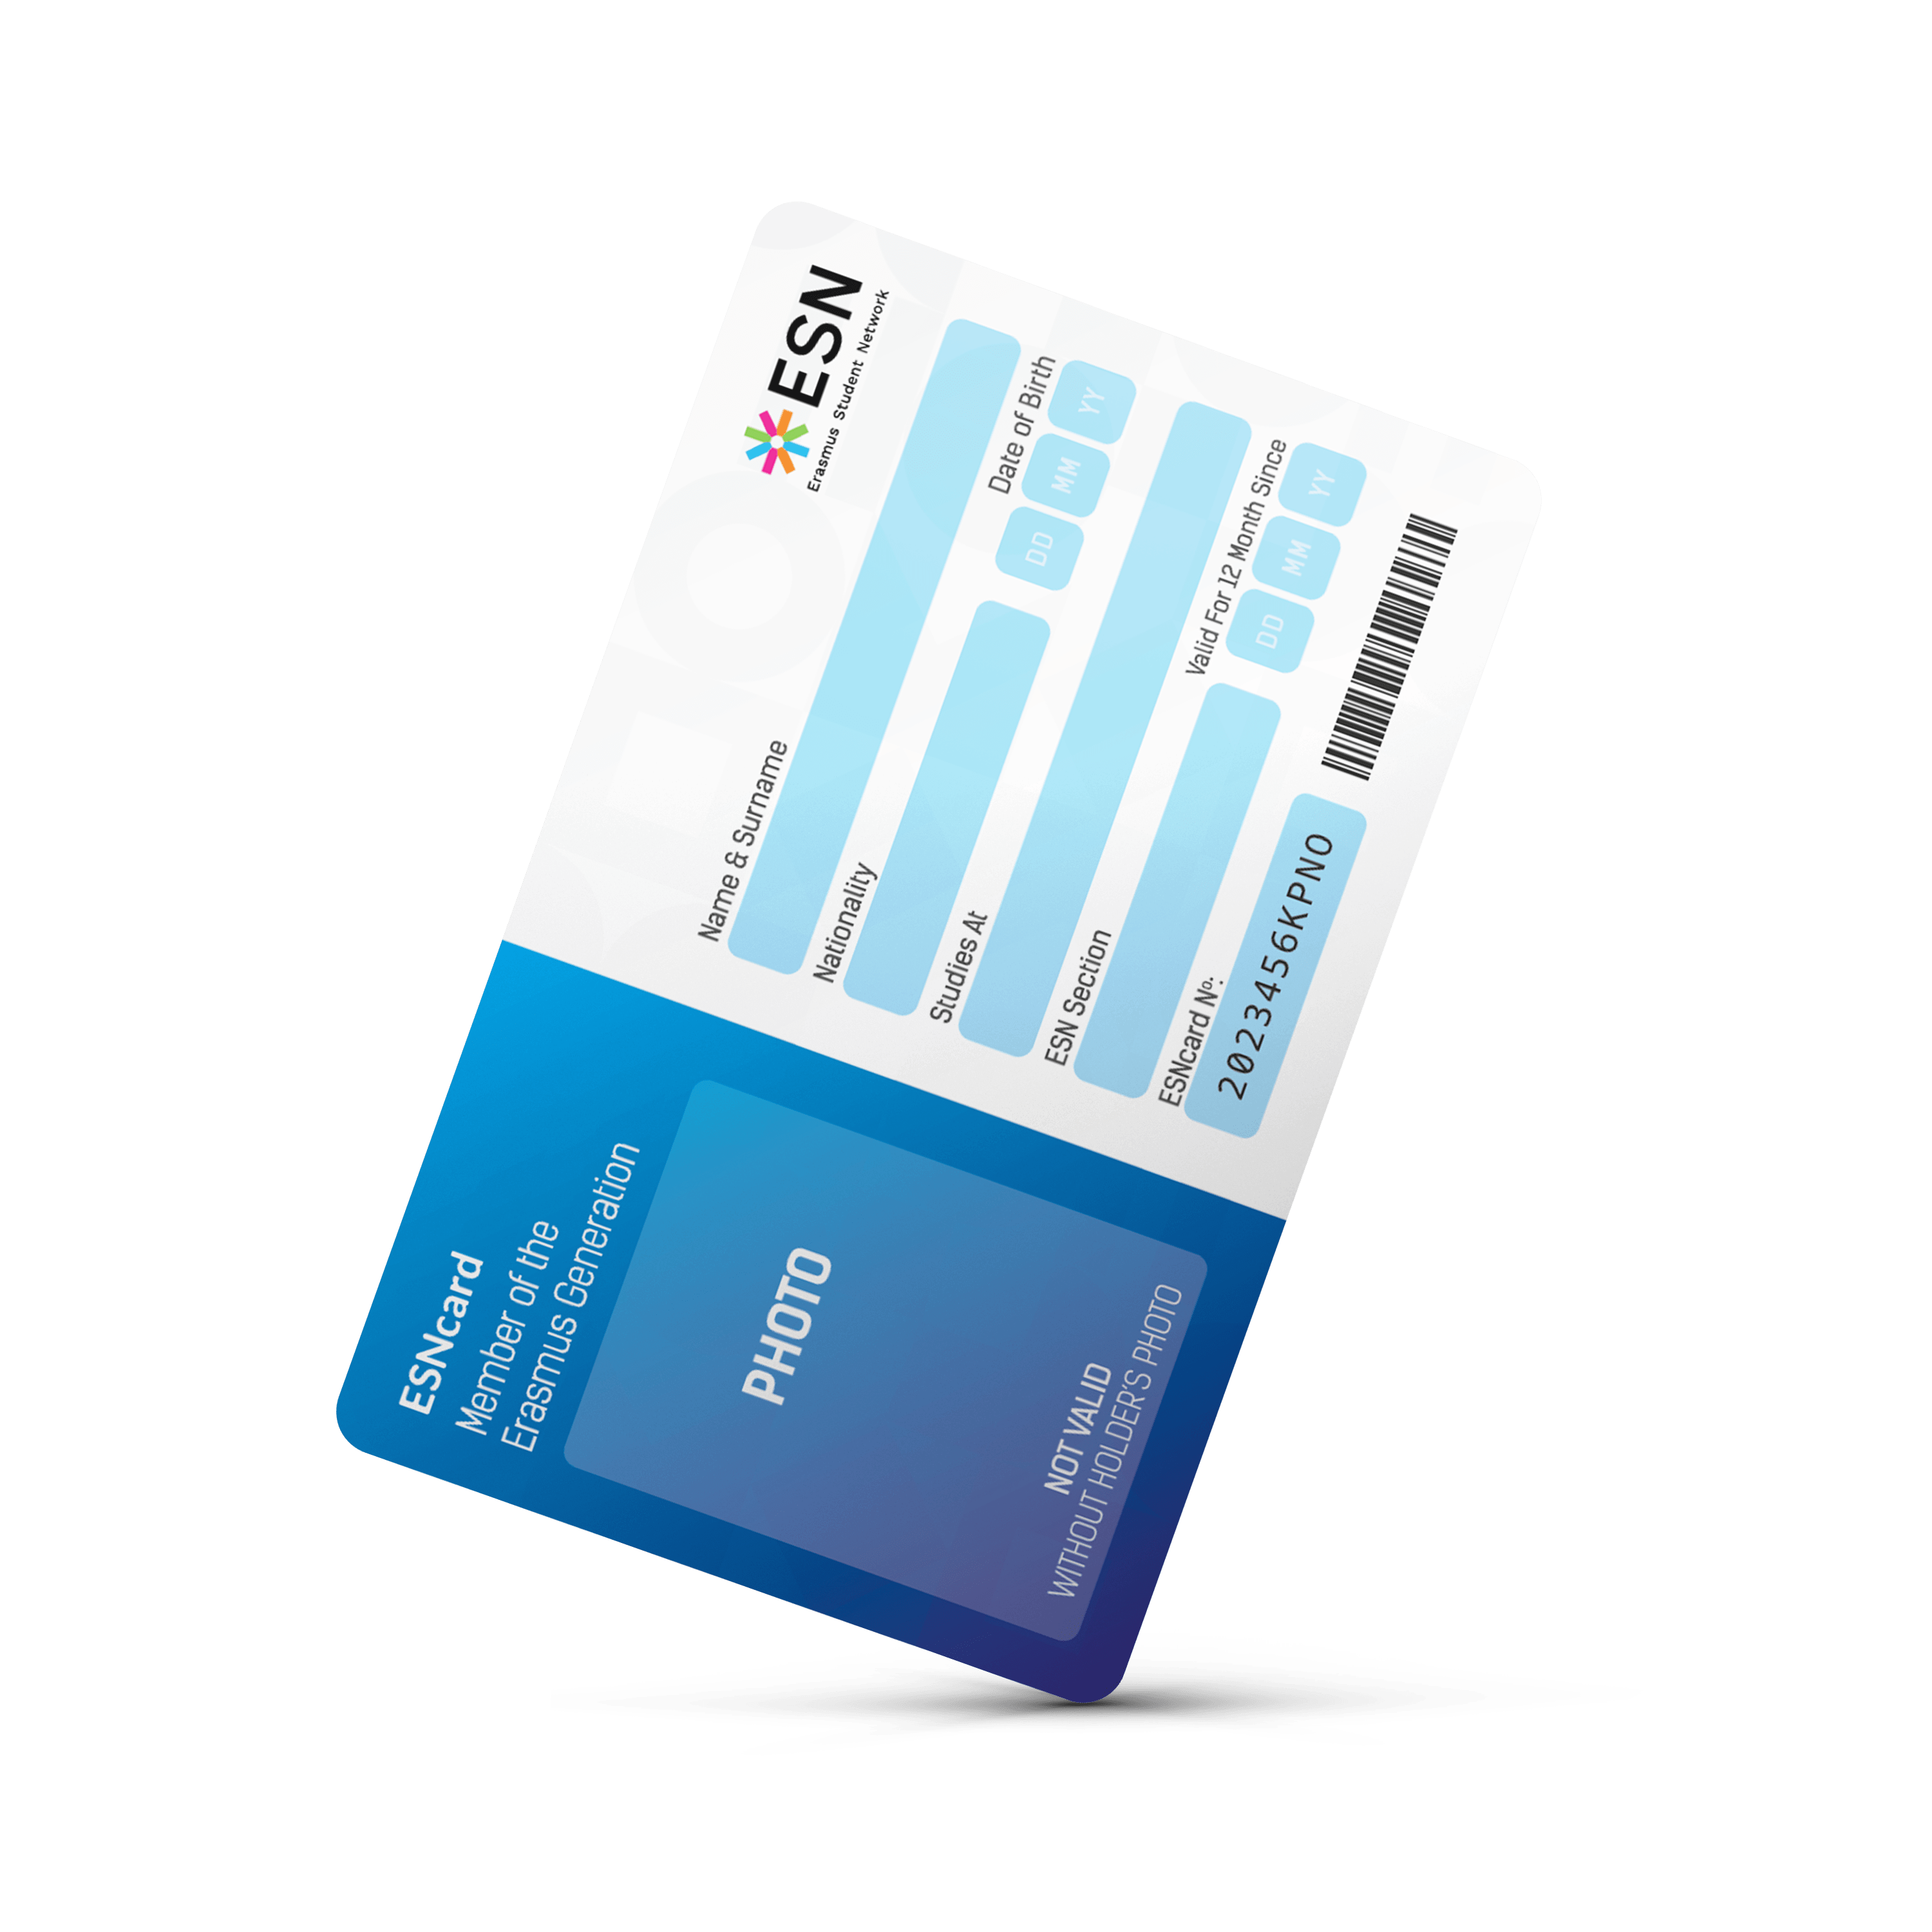 ESNcard
Member of the
Erasmus Generation
PHOTO
NOT VALID
WITHOUT HOLDER'S PHOTO
ESN
Erasmus Student Network
Name & Surname
Nationality
Date of Birth
DD MM YY
Studies At
ESN Section
Valid For 12 Month Since
DD MM YY
ESNcard Nº.
2023456KPNO